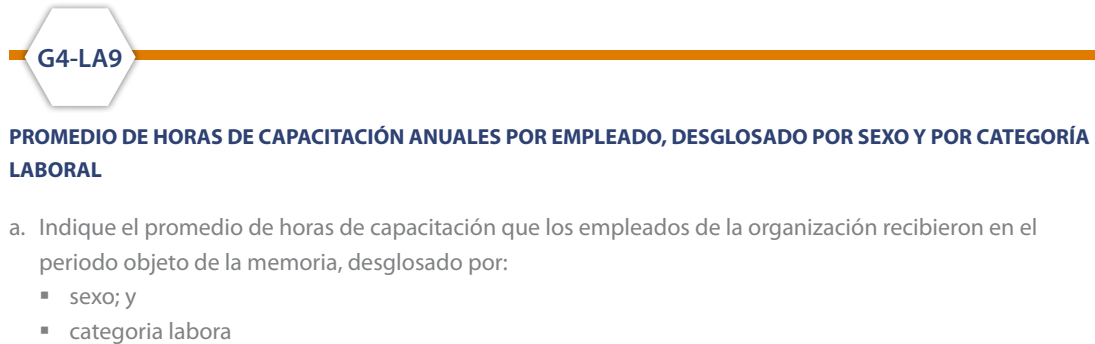 G4-LA9
PROMEDIO DE HORAS DE CAPACITACIÓN ANUALES POR EMPLEADO, DESGLOSADO POR SEXO Y POR CATEGORÍA
LABORAL
a. Indique el promedio de horas de capacitación que los empleados de la organización recibieron en el
periodo objeto de la memoria, desglosado por:
▪ sexo; y
▪ categoria labora